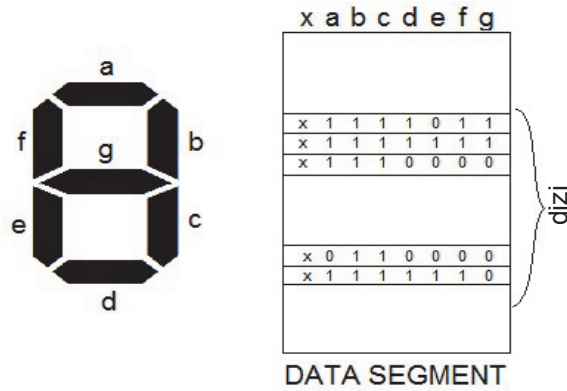 a
f
b
g
e
c
d
x a b c d e f g
x 1 1 1 1 0 1 1
x 1 1 1 1 1 1 1
x 1 1 1 0 0 0 0
x 0 1 1 0 0 0 0
x 1 1 1 1 1 1 0
dizi
DATA SEGMENT